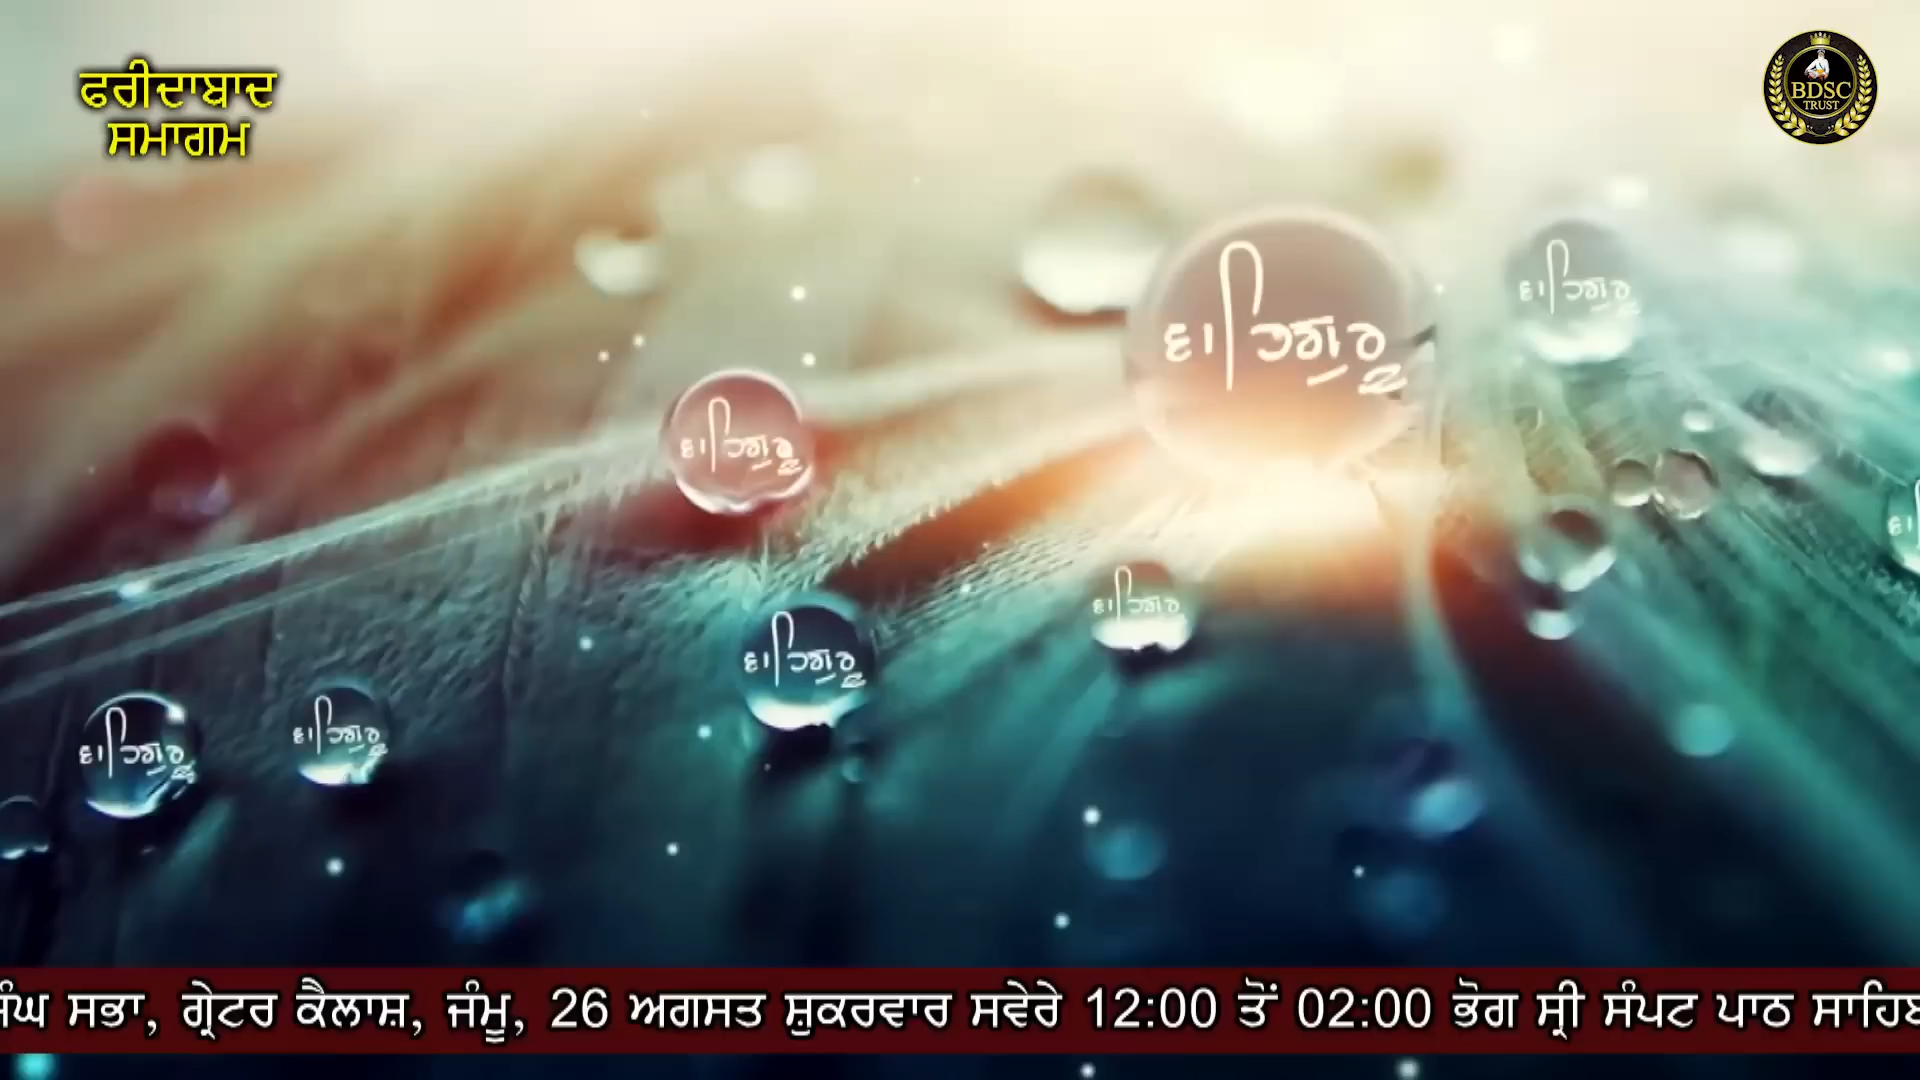 ਫਰੀਦਾਬਾਦ
ਸਮਾਗਮ
BDSC
TRUST
ਵਾਹਿਗੁਰੂ
ਵਾਹਿਗੁਰੂ
ਵਾਹਿਗੁਰੂ
ਵਾਹਿਗੁਰੂ
ਵਾਹਿਗੁਰੂ
ਵਾਹਿਗੁਰੂ
ਵਾਹਿਗੁਰੂ
ਸਭਾ, ਗ੍ਰੇਟਰ ਕੈਲਾਸ਼, ਜੰਮੂ, 26 ਅਗਸਤ ਸ਼ੁਕਰਵਾਰ ਸਵੇਰੇ 12:00 ਤੋਂ 02:00 ਭੋਗ ਸ੍ਰੀ ਸੰਪਟ ਪਾਠ